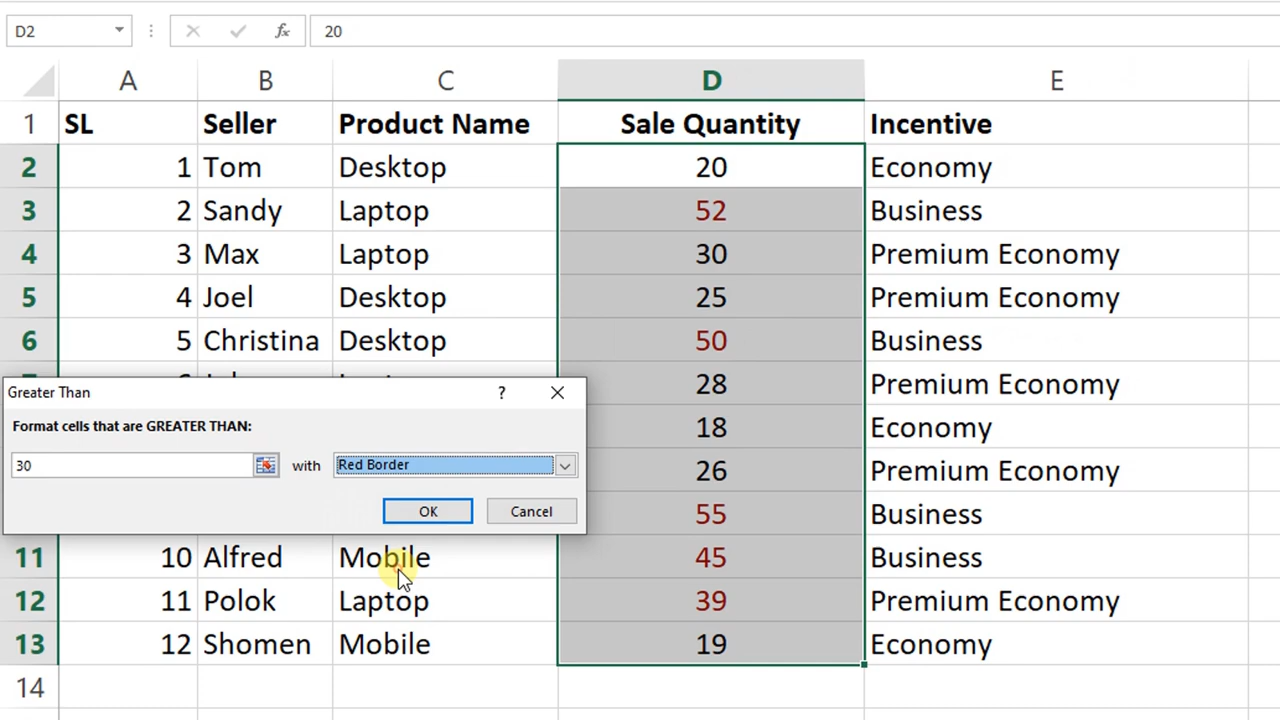 D2 fx 20
A B C D E
1 SL Seller Product Name Sale Quantity Incentive
2 1 Tom Desktop 20 Economy
3 2 Sandy Laptop 52 Business
4 3 Max Laptop 30 Premium Economy
5 4 Joel Desktop 25 Premium Economy
6 5 Christina Desktop 50 Business
28 Premium Economy
Greater Than ?
Format cells that are GREATER THAN:
18 Economy
30 with Red Border
26 Premium Economy
OK Cancel
55 Business
11 10 Alfred Mobile 45 Business
12 11 Polok Laptop 39 Premium Economy
13 12 Shomen Mobile 19 Economy
14